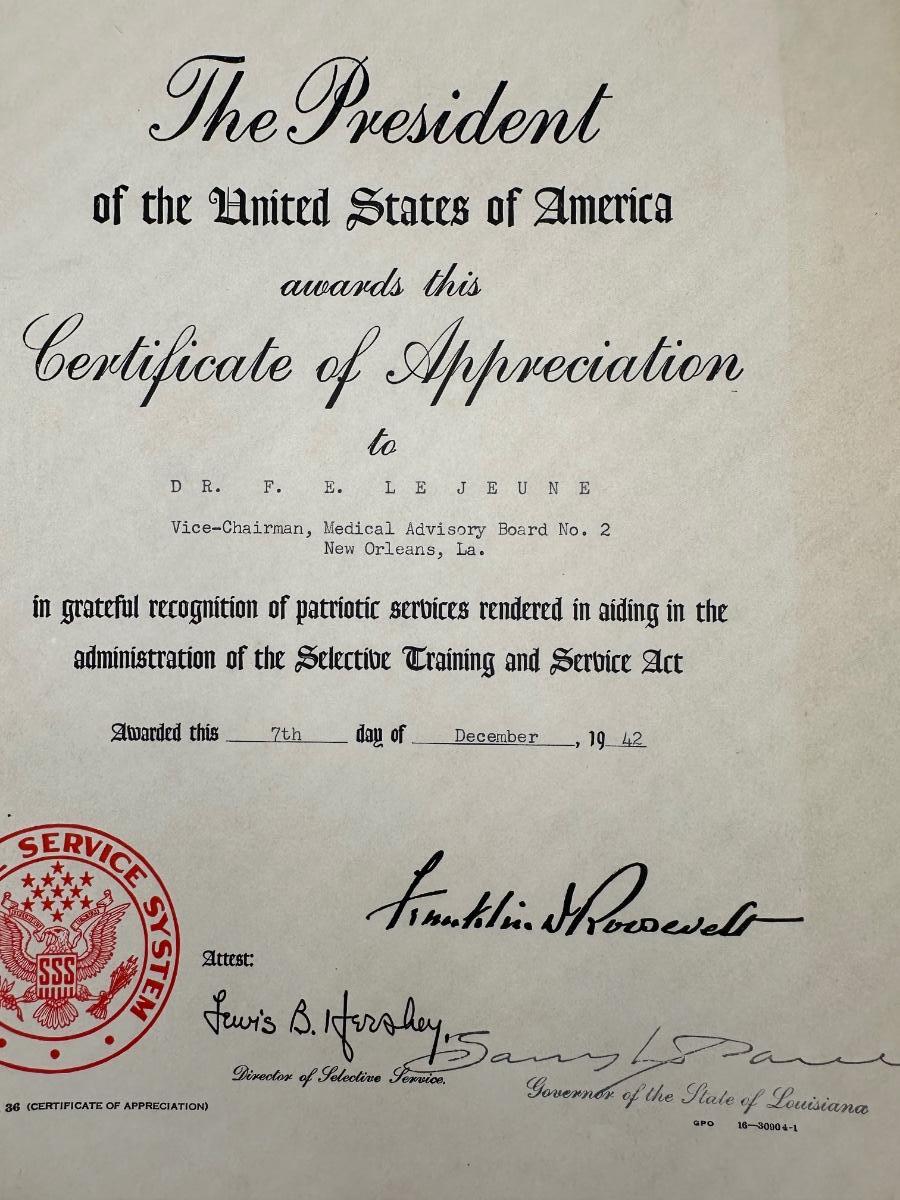 The President
of the United States of America
awards this
Certificate of Appreciation
to
DR. F. E. LE JEUNE
Vice-Chairman, Medical Advisory Board No. 2
New Orleans, La.
in grateful recognition of patriotic services rendered in aiding in the
administration of the Selective Training and Service Act
Awarded this 7th day of December, 1942
SERVICE SYSTEM
SSS
Franklin D Roosevelt
Attest:
Lewis B. Hershey
Director of Selective Service.
Governor of the State of Louisiana
36 (CERTIFICATE OF APPRECIATION)
GPO 16—30904-1